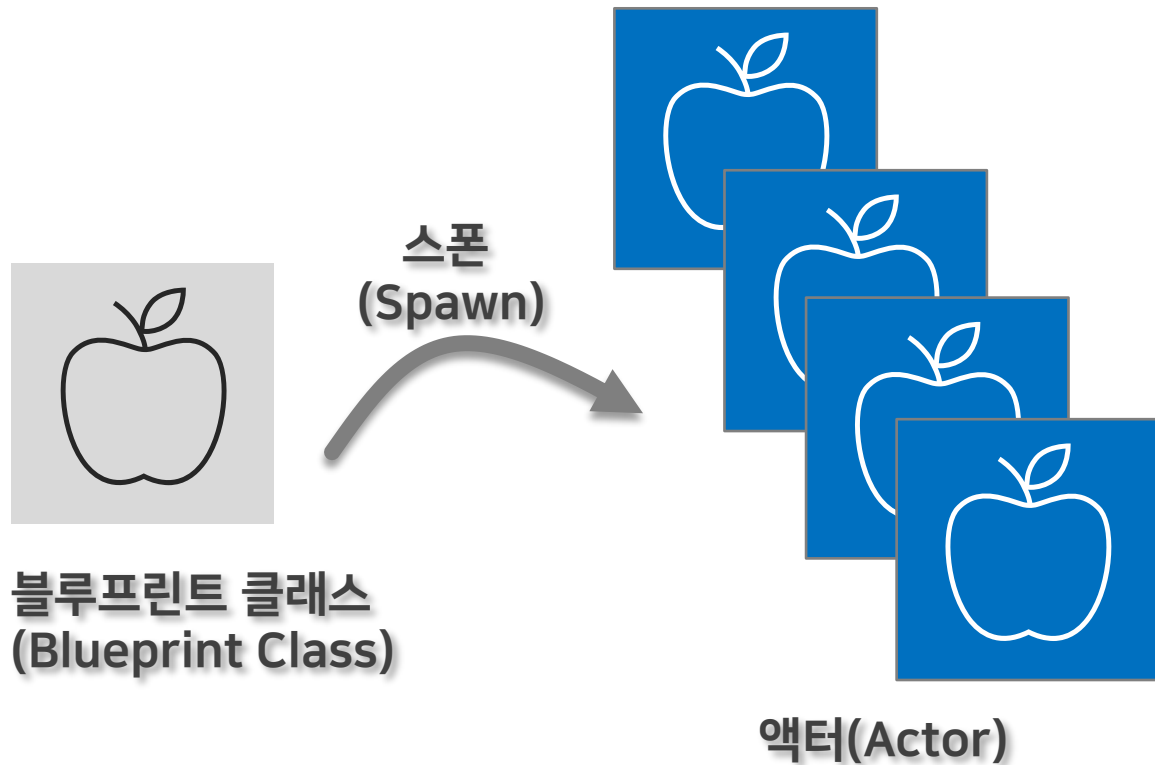 스폰
(Spawn)
블루프린트 클래스
(Blueprint Class)
액터(Actor)